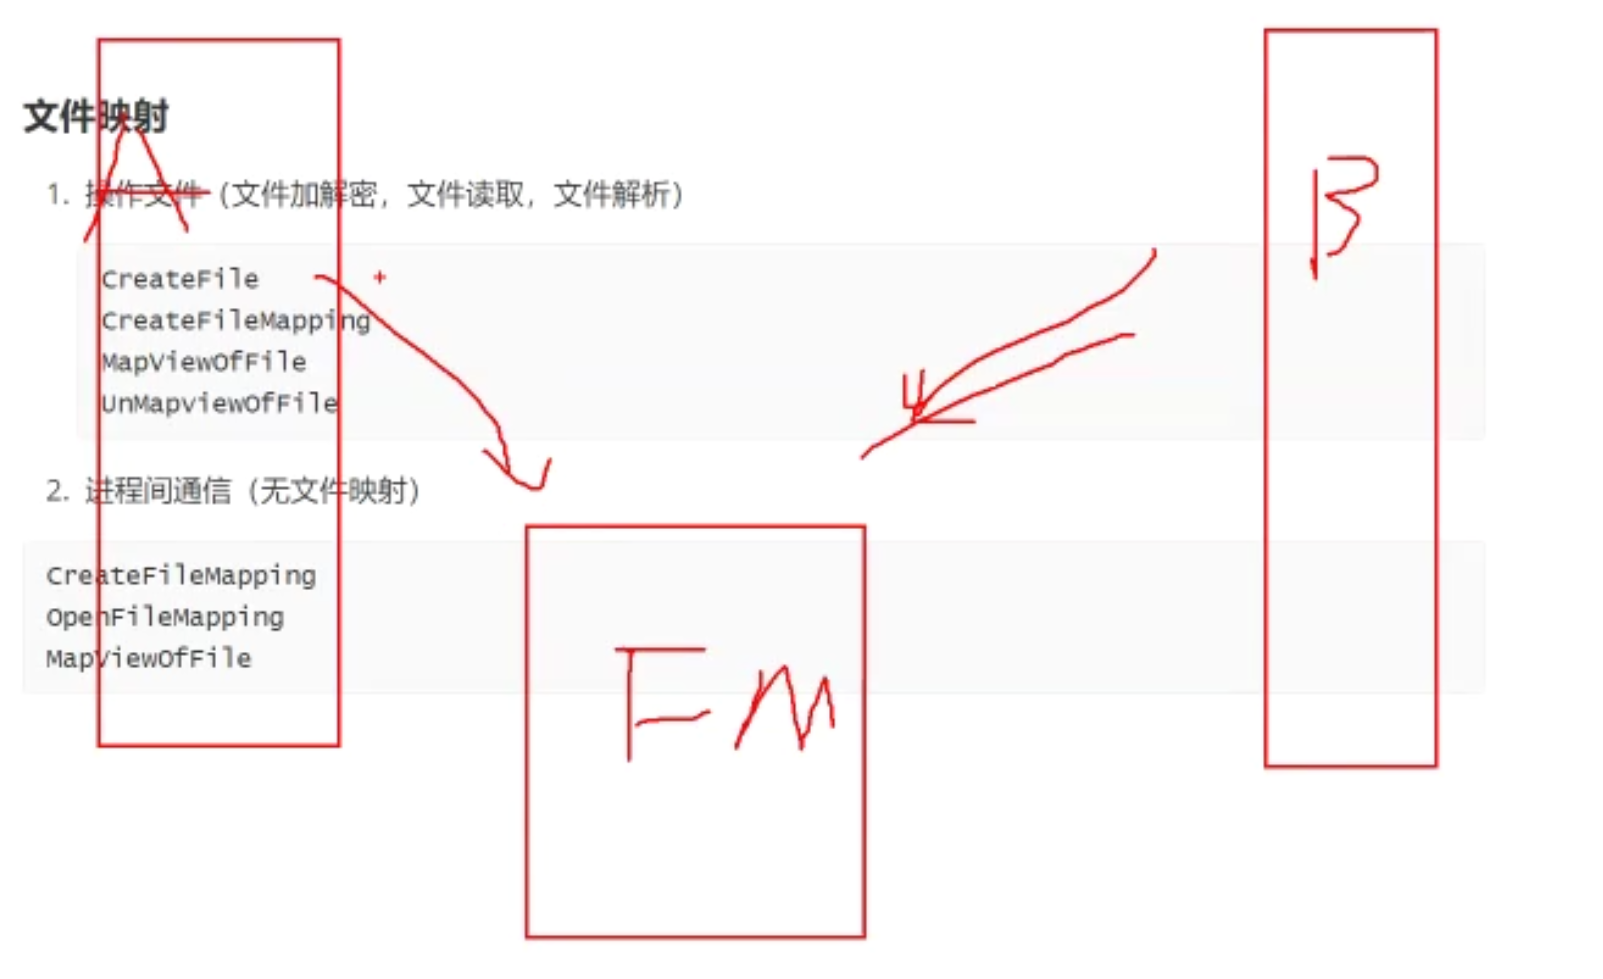 文件映射
A
1. 操作文件（文件加解密，文件读取，文件解析）
B
CreateFile
CreateFileMapping
MapViewOfFile
UnMapviewOfFile
2. 进程间通信（无文件映射）
CreateFileMapping
OpenFileMapping
MapViewOfFile
FM